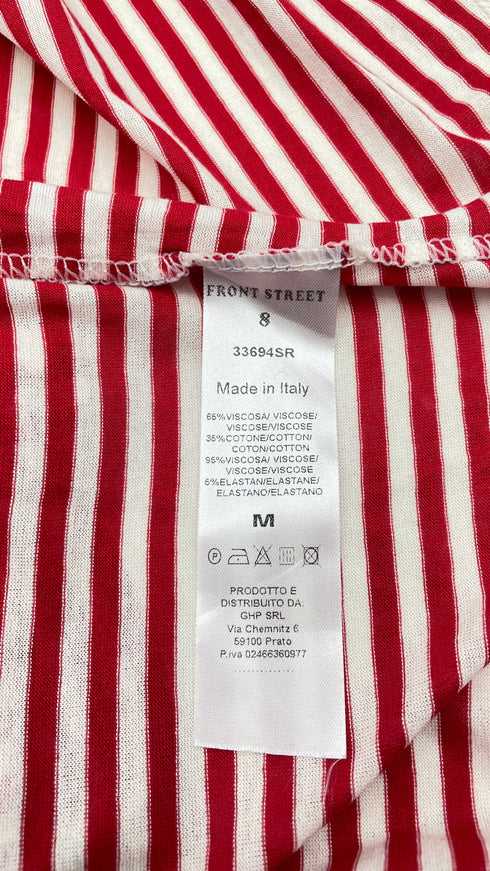 FRONT STREET
8
33694SR
Made in Italy
65%VISCOSA/ VISCOSE/
VISCOSE/VISCOSE
35%COTONE/COTTON/
COTON/COTTON
95%VISCOSA/ VISCOSE/
VISCOSE/VISCOSE
5%ELASTAN/ELASTANE/
ELASTANO/ELASTANO
M
P
PRODOTTO E
DISTRIBUITO DA:
GHP SRL
Via Chemnitz 6
59100 Prato
P.iva 02466360977